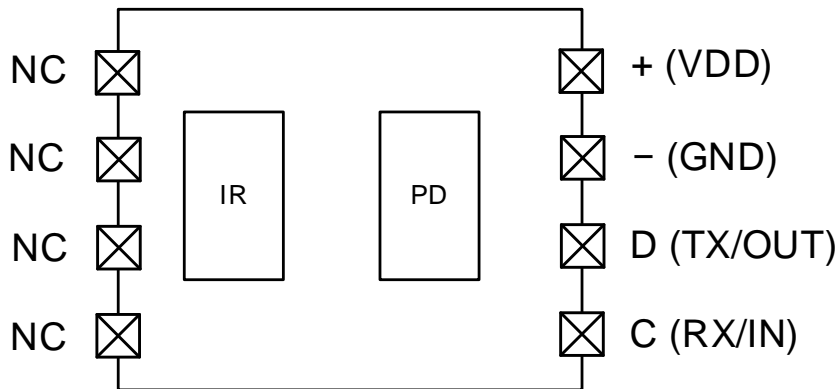 NC
+ (VDD)
NC
− (GND)
IR
PD
NC
D (TX/OUT)
NC
C (RX/IN)